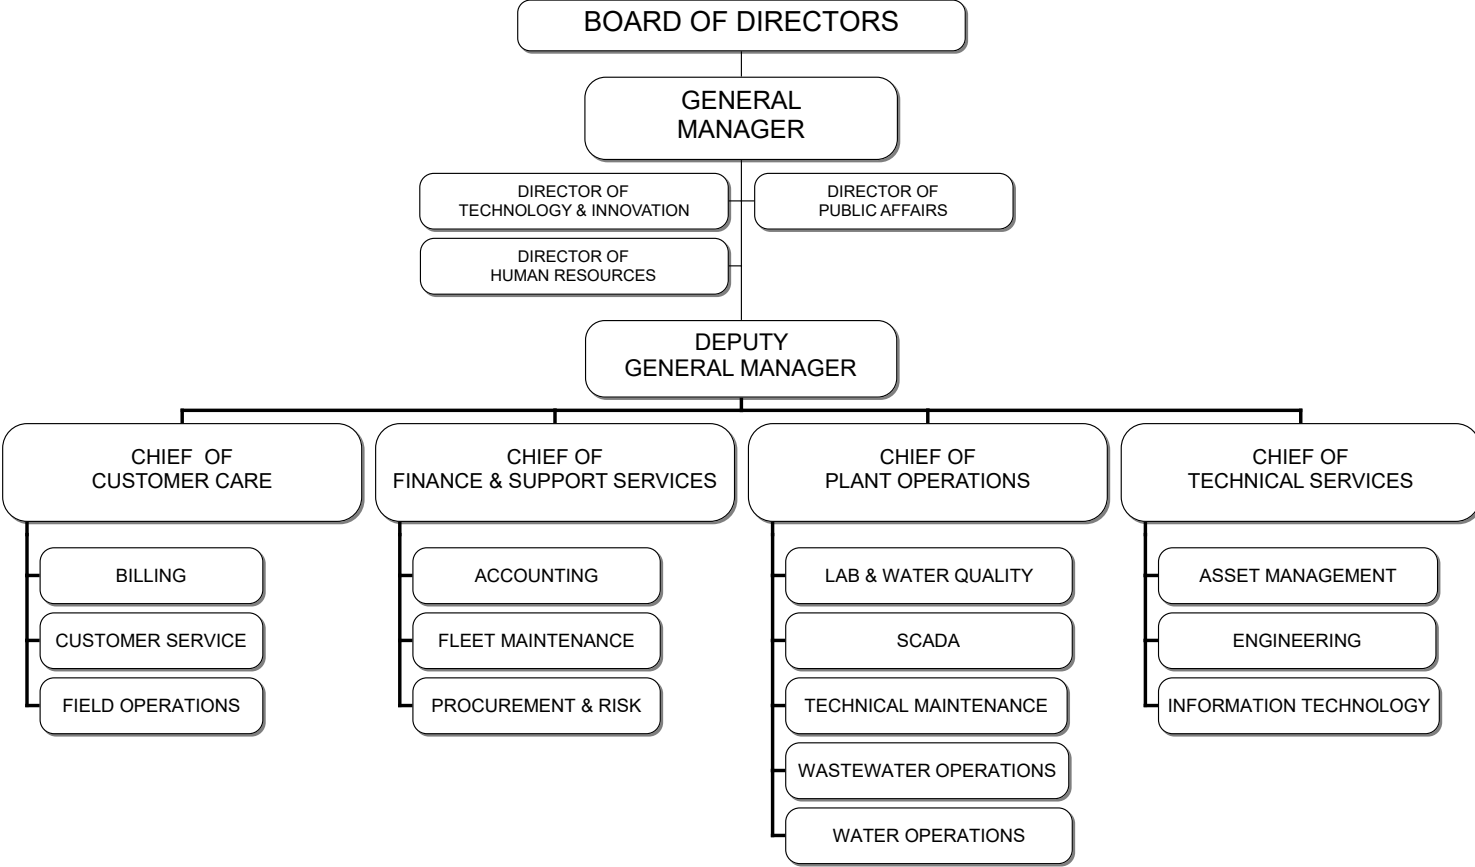 BOARD OF DIRECTORS
GENERAL
MANAGER
DIRECTOR OF
TECHNOLOGY & INNOVATION
DIRECTOR OF
PUBLIC AFFAIRS
DIRECTOR OF
HUMAN RESOURCES
DEPUTY
GENERAL MANAGER
CHIEF OF
CUSTOMER CARE
BILLING
CUSTOMER SERVICE
FIELD OPERATIONS
CHIEF OF
FINANCE & SUPPORT SERVICES
ACCOUNTING
FLEET MAINTENANCE
PROCUREMENT & RISK
CHIEF OF
PLANT OPERATIONS
LAB & WATER QUALITY
SCADA
TECHNICAL MAINTENANCE
WASTEWATER OPERATIONS
WATER OPERATIONS
CHIEF OF
TECHNICAL SERVICES
ASSET MANAGEMENT
ENGINEERING
INFORMATION TECHNOLOGY